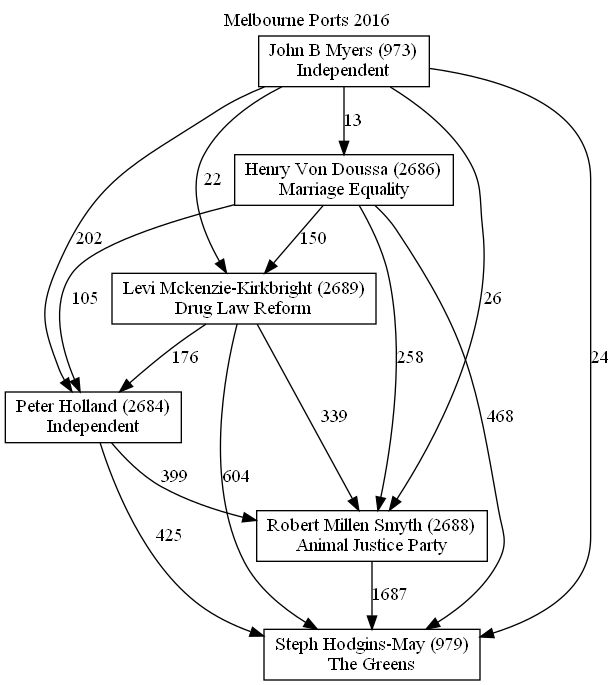 Melbourne Ports 2016
John B Myers (973)
Independent
13
Henry Von Doussa (2686)
Marriage Equality
22
202
150
105
26
Levi Mckenzie-Kirkbright (2689)
Drug Law Reform
176
258
24
Peter Holland (2684)
Independent
339
468
399
604
425
Robert Millen Smyth (2688)
Animal Justice Party
1687
Steph Hodgins-May (979)
The Greens